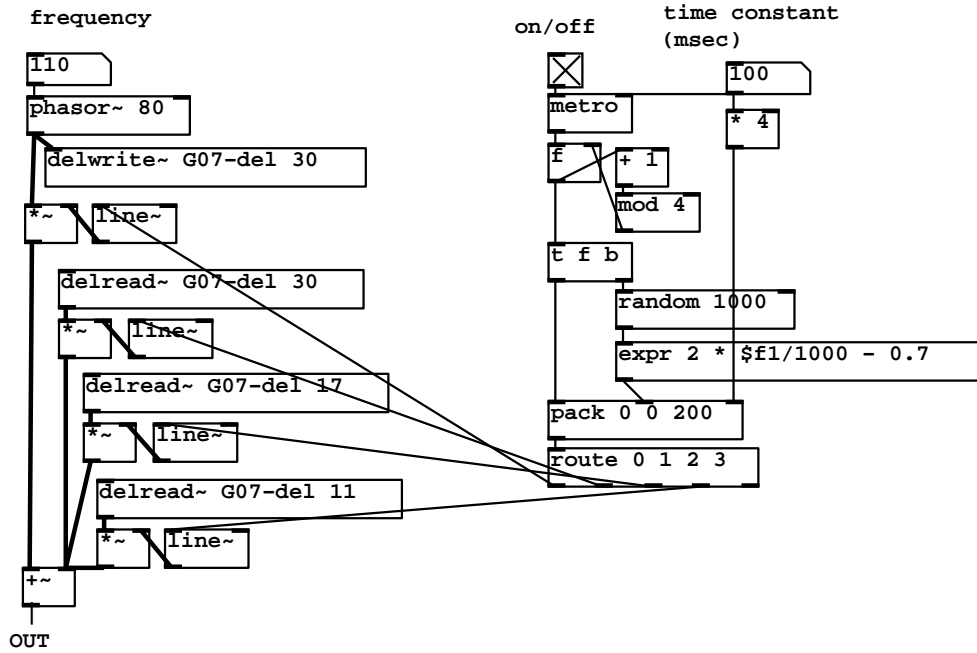 frequency
on/off
time constant
(msec)
110
100
phasor~ 80
metro
* 4
delwrite~ G07-del 30
f
+ 1
*~
line~
mod 4
t f b
delread~ G07-del 30
random 1000
*~
line~
expr 2 * $f1/1000 - 0.7
delread~ G07-del 17
pack 0 0 200
*~
line~
route 0 1 2 3
delread~ G07-del 11
*~
line~
+~
OUT